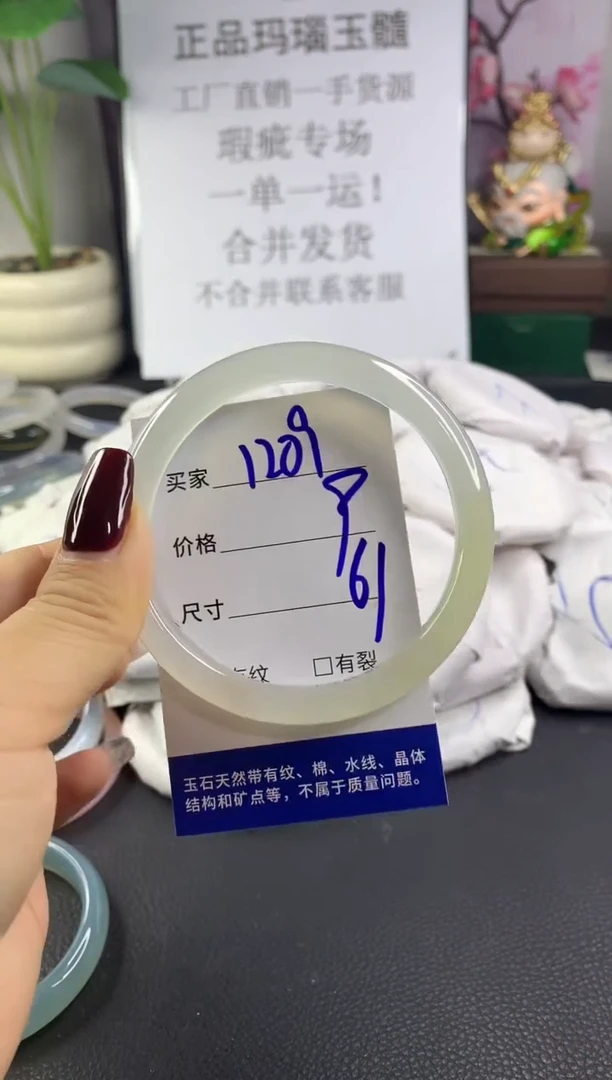 正品玛瑙玉髓
工厂直销一手货源
瑕疵专场
一单一运！
合并发货
不合并联系客服
买家 1209
价格
尺寸 61
有纹 □有裂
玉石天然带有纹、棉、水线、晶体
结构和矿点等，不属于质量问题。